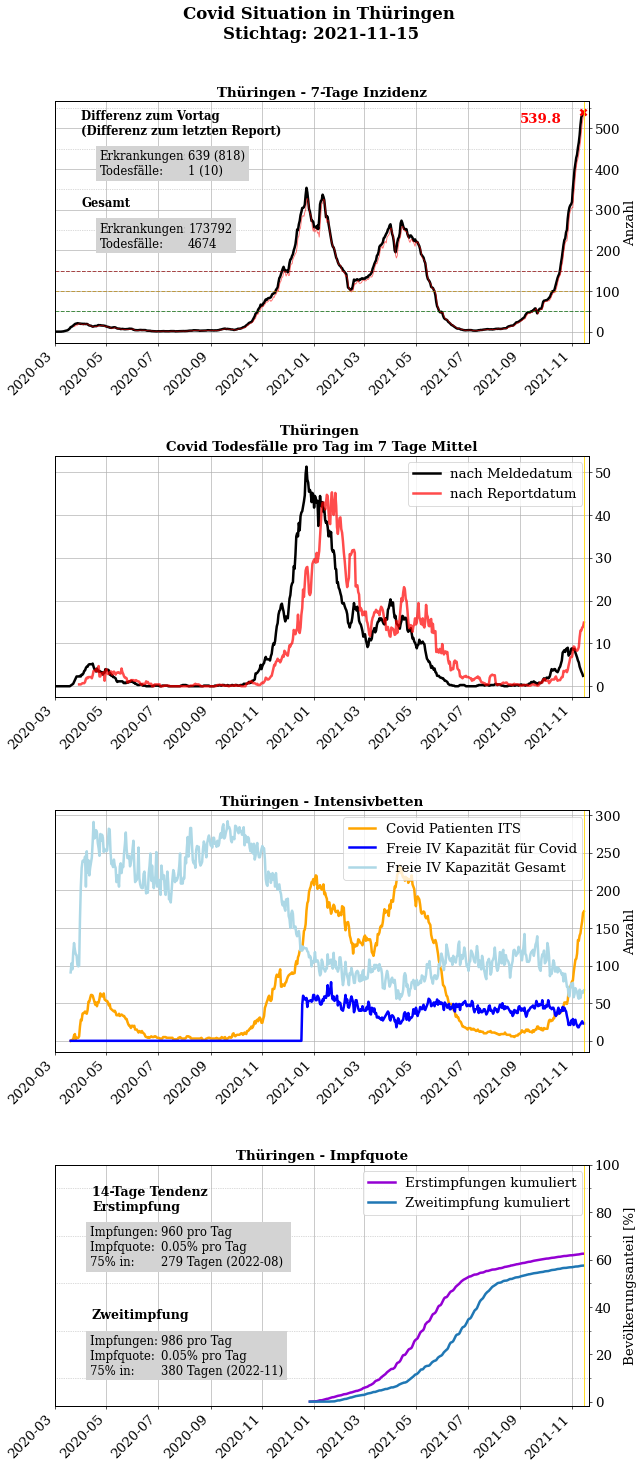 Covid Situation in Thüringen
Stichtag: 2021-11-15
Thüringen - 7-Tage Inzidenz
Differenz zum Vortag
(Differenz zum letzten Report)
Erkrankungen 639 (818)
Todesfälle: 1 (10)
Gesamt
Erkrankungen 173792
Todesfälle: 4674
539.8
500
400
300
200
100
0
Anzahl
2020-03
2020-05
2020-07
2020-09
2020-11
2021-01
2021-03
2021-05
2021-07
2021-09
2021-11
Thüringen
Covid Todesfälle pro Tag im 7 Tage Mittel
nach Meldedatum
nach Reportdatum
50
40
30
20
10
0
2020-03
2020-05
2020-07
2020-09
2020-11
2021-01
2021-03
2021-05
2021-07
2021-09
2021-11
Thüringen - Intensivbetten
Covid Patienten ITS
Freie IV Kapazität für Covid
Freie IV Kapazität Gesamt
300
250
200
150
100
50
0
Anzahl
2020-03
2020-05
2020-07
2020-09
2020-11
2021-01
2021-03
2021-05
2021-07
2021-09
2021-11
Thüringen - Impfquote
14-Tage Tendenz
Erstimpfung
Impfungen: 960 pro Tag
Impfquote: 0.05% pro Tag
75% in: 279 Tagen (2022-08)
Zweitimpfung
Impfungen: 986 pro Tag
Impfquote: 0.05% pro Tag
75% in: 380 Tagen (2022-11)
Erstimpfungen kumuliert
Zweitimpfung kumuliert
100
80
60
40
20
0
Bevölkerungsanteil [%]
2020-03
2020-05
2020-07
2020-09
2020-11
2021-01
2021-03
2021-05
2021-07
2021-09
2021-11